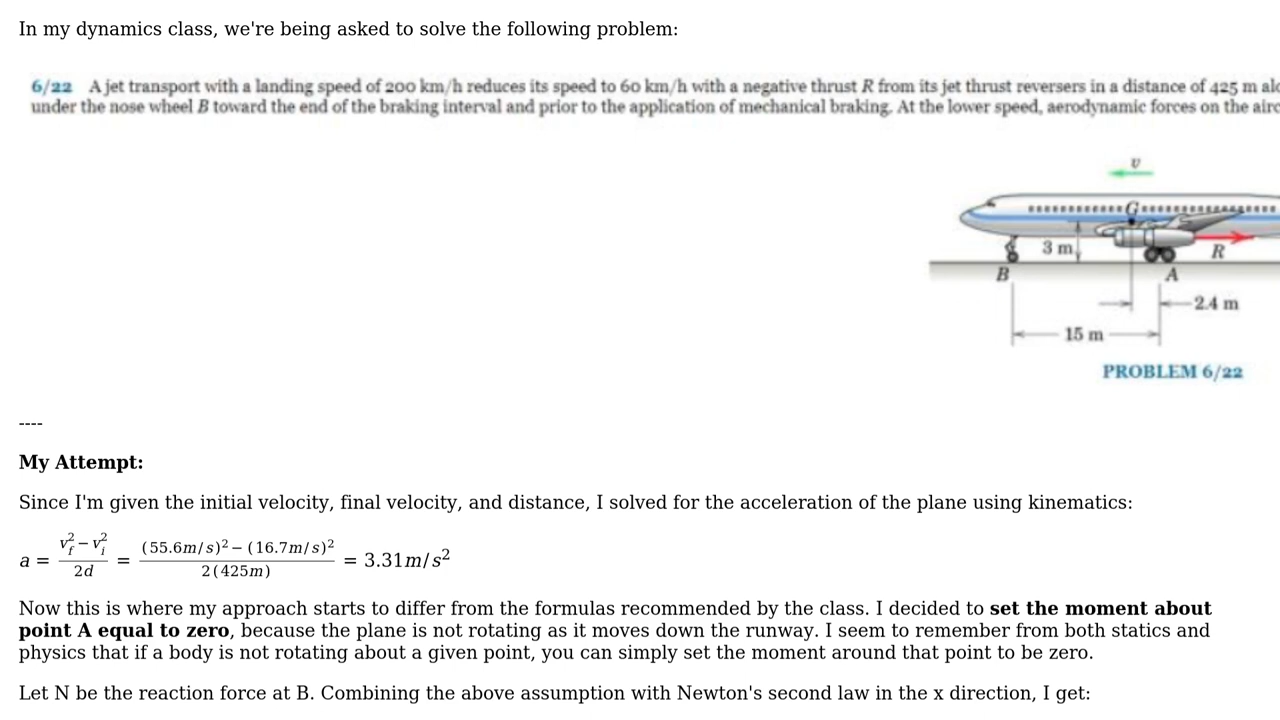 In my dynamics class, we're being asked to solve the following problem:
6/22 A jet transport with a landing speed of 200 km/h reduces its speed to 60 km/h with a negative thrust R from its jet thrust reversers in a distance of 425 m
under the nose wheel B toward the end of the braking interval and prior to the application of mechanical braking. At the lower speed, aerodynamic forces on the
v
G
3 m
R
B
A
2.4 m
15 m
PROBLEM 6/22
----
My Attempt:
Since I'm given the initial velocity, final velocity, and distance, I solved for the acceleration of the plane using kinematics:
a = (v_f^2 − v_i^2)/(2d) = ((55.6m/s)^2 − (16.7m/s)^2)/(2(425m)) = 3.31m/s^2
Now this is where my approach starts to differ from the formulas recommended by the class. I decided to set the moment about
point A equal to zero, because the plane is not rotating as it moves down the runway. I seem to remember from both statics and
physics that if a body is not rotating about a given point, you can simply set the moment around that point to be zero.
Let N be the reaction force at B. Combining the above assumption with Newton's second law in the x direction, I get: